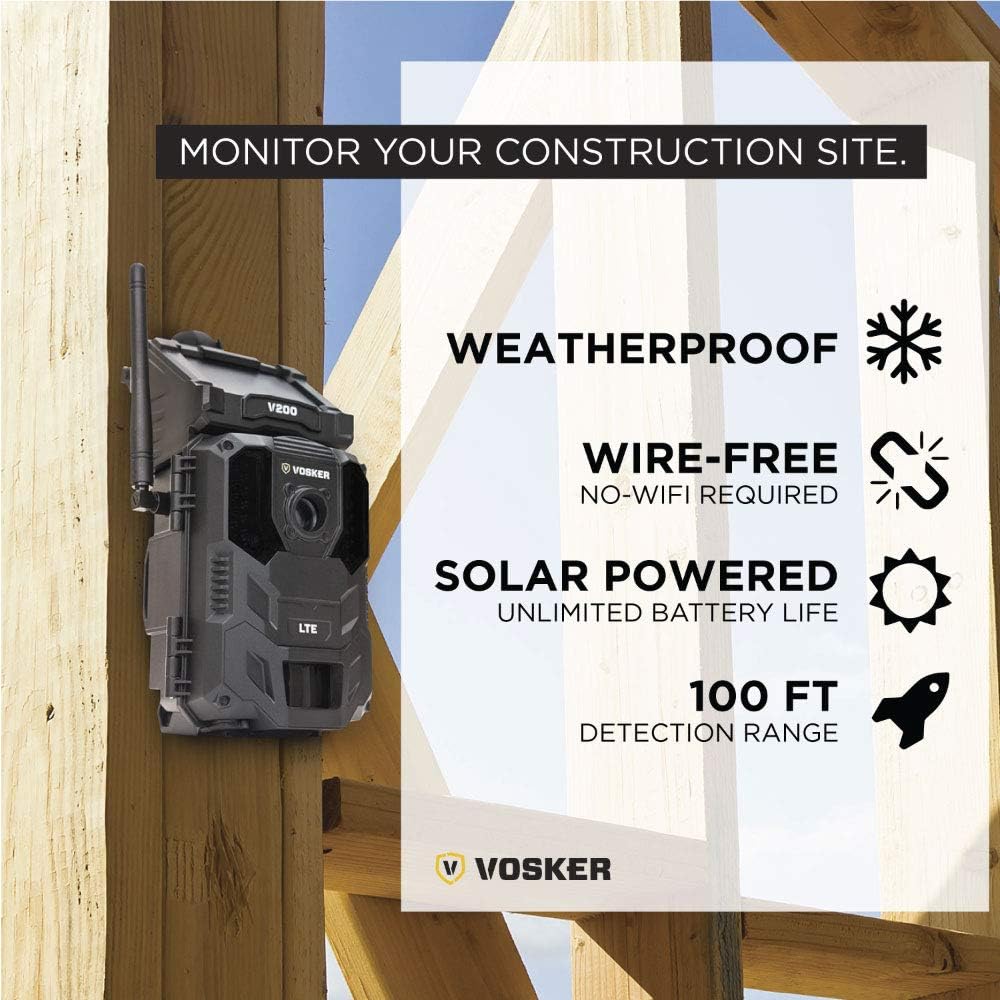 MONITOR YOUR CONSTRUCTION SITE.
V200
VOSKER
LTE
WEATHERPROOF
WIRE-FREE
NO-WIFI REQUIRED
SOLAR POWERED
UNLIMITED BATTERY LIFE
100 FT
DETECTION RANGE
V VOSKER